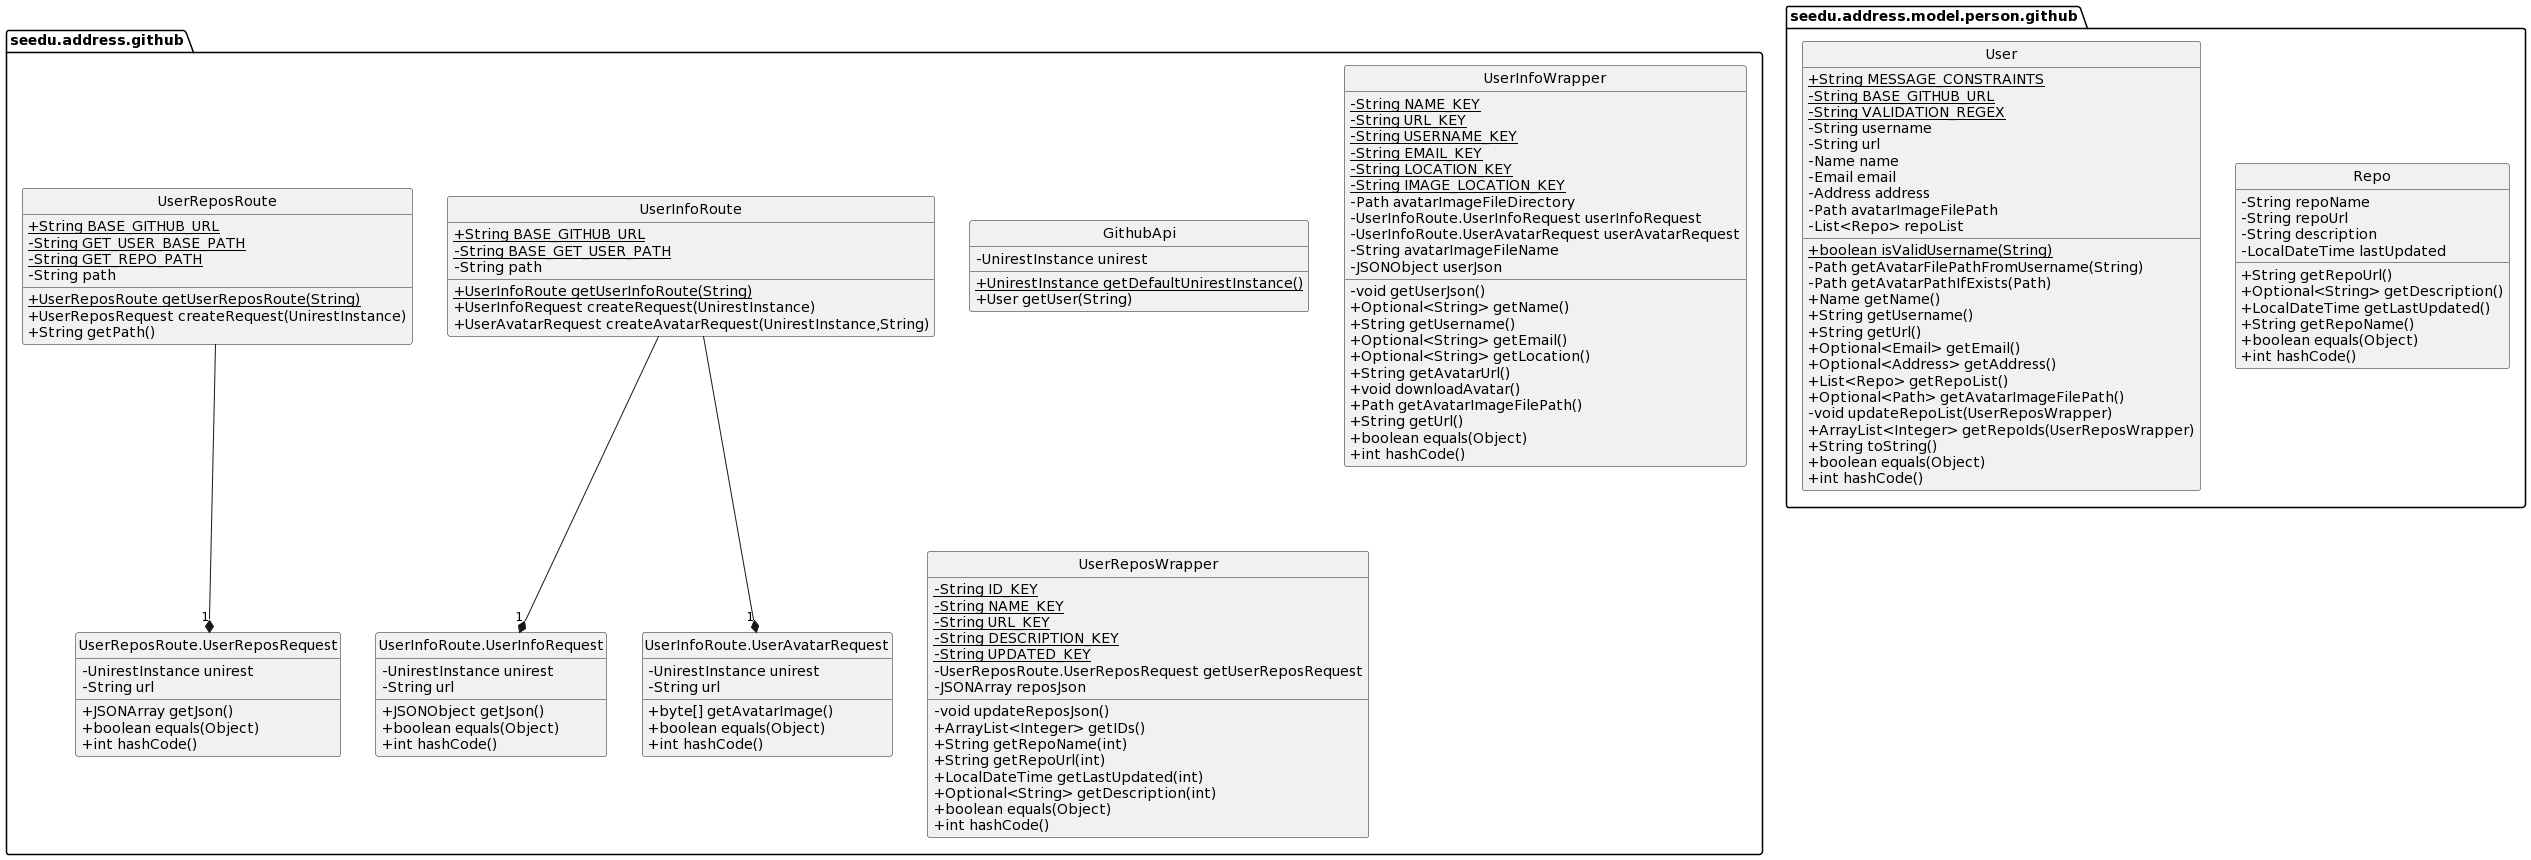 seedu.address.github
UserReposRoute
+String BASE_GITHUB_URL
-String GET_USER_BASE_PATH
-String GET_REPO_PATH
-String path
+UserReposRoute getUserReposRoute(String)
+UserReposRequest createRequest(UnirestInstance)
+String getPath()
UserInfoRoute
+String BASE_GITHUB_URL
-String BASE_GET_USER_PATH
-String path
+UserInfoRoute getUserInfoRoute(String)
+UserInfoRequest createRequest(UnirestInstance)
+UserAvatarRequest createAvatarRequest(UnirestInstance,String)
GithubApi
-UnirestInstance unirest
+UnirestInstance getDefaultUnirestInstance()
+User getUser(String)
UserInfoWrapper
-String NAME_KEY
-String URL_KEY
-String USERNAME_KEY
-String EMAIL_KEY
-String LOCATION_KEY
-String IMAGE_LOCATION_KEY
-Path avatarImageFileDirectory
-UserInfoRoute.UserInfoRequest userInfoRequest
-UserInfoRoute.UserAvatarRequest userAvatarRequest
-String avatarImageFileName
-JSONObject userJson
-void getUserJson()
+Optional<String> getName()
+String getUsername()
+Optional<String> getEmail()
+Optional<String> getLocation()
+String getAvatarUrl()
+void downloadAvatar()
+Path getAvatarImageFilePath()
+String getUrl()
+boolean equals(Object)
+int hashCode()
1
1
1
UserReposRoute.UserReposRequest
-UnirestInstance unirest
-String url
+JSONArray getJson()
+boolean equals(Object)
+int hashCode()
UserInfoRoute.UserInfoRequest
-UnirestInstance unirest
-String url
+JSONObject getJson()
+boolean equals(Object)
+int hashCode()
UserInfoRoute.UserAvatarRequest
-UnirestInstance unirest
-String url
+byte[] getAvatarImage()
+boolean equals(Object)
+int hashCode()
UserReposWrapper
-String ID_KEY
-String NAME_KEY
-String URL_KEY
-String DESCRIPTION_KEY
-String UPDATED_KEY
-UserReposRoute.UserReposRequest getUserReposRequest
-JSONArray reposJson
-void updateReposJson()
+ArrayList<Integer> getIDs()
+String getRepoName(int)
+String getRepoUrl(int)
+LocalDateTime getLastUpdated(int)
+Optional<String> getDescription(int)
+boolean equals(Object)
+int hashCode()
seedu.address.model.person.github
User
+String MESSAGE_CONSTRAINTS
-String BASE_GITHUB_URL
-String VALIDATION_REGEX
-String username
-String url
-Name name
-Email email
-Address address
-Path avatarImageFilePath
-List<Repo> repoList
+boolean isValidUsername(String)
-Path getAvatarFilePathFromUsername(String)
-Path getAvatarPathIfExists(Path)
+Name getName()
+String getUsername()
+String getUrl()
+Optional<Email> getEmail()
+Optional<Address> getAddress()
+List<Repo> getRepoList()
+Optional<Path> getAvatarImageFilePath()
-void updateRepoList(UserReposWrapper)
+ArrayList<Integer> getRepoIds(UserReposWrapper)
+String toString()
+boolean equals(Object)
+int hashCode()
Repo
-String repoName
-String repoUrl
-String description
-LocalDateTime lastUpdated
+String getRepoUrl()
+Optional<String> getDescription()
+LocalDateTime getLastUpdated()
+String getRepoName()
+boolean equals(Object)
+int hashCode()